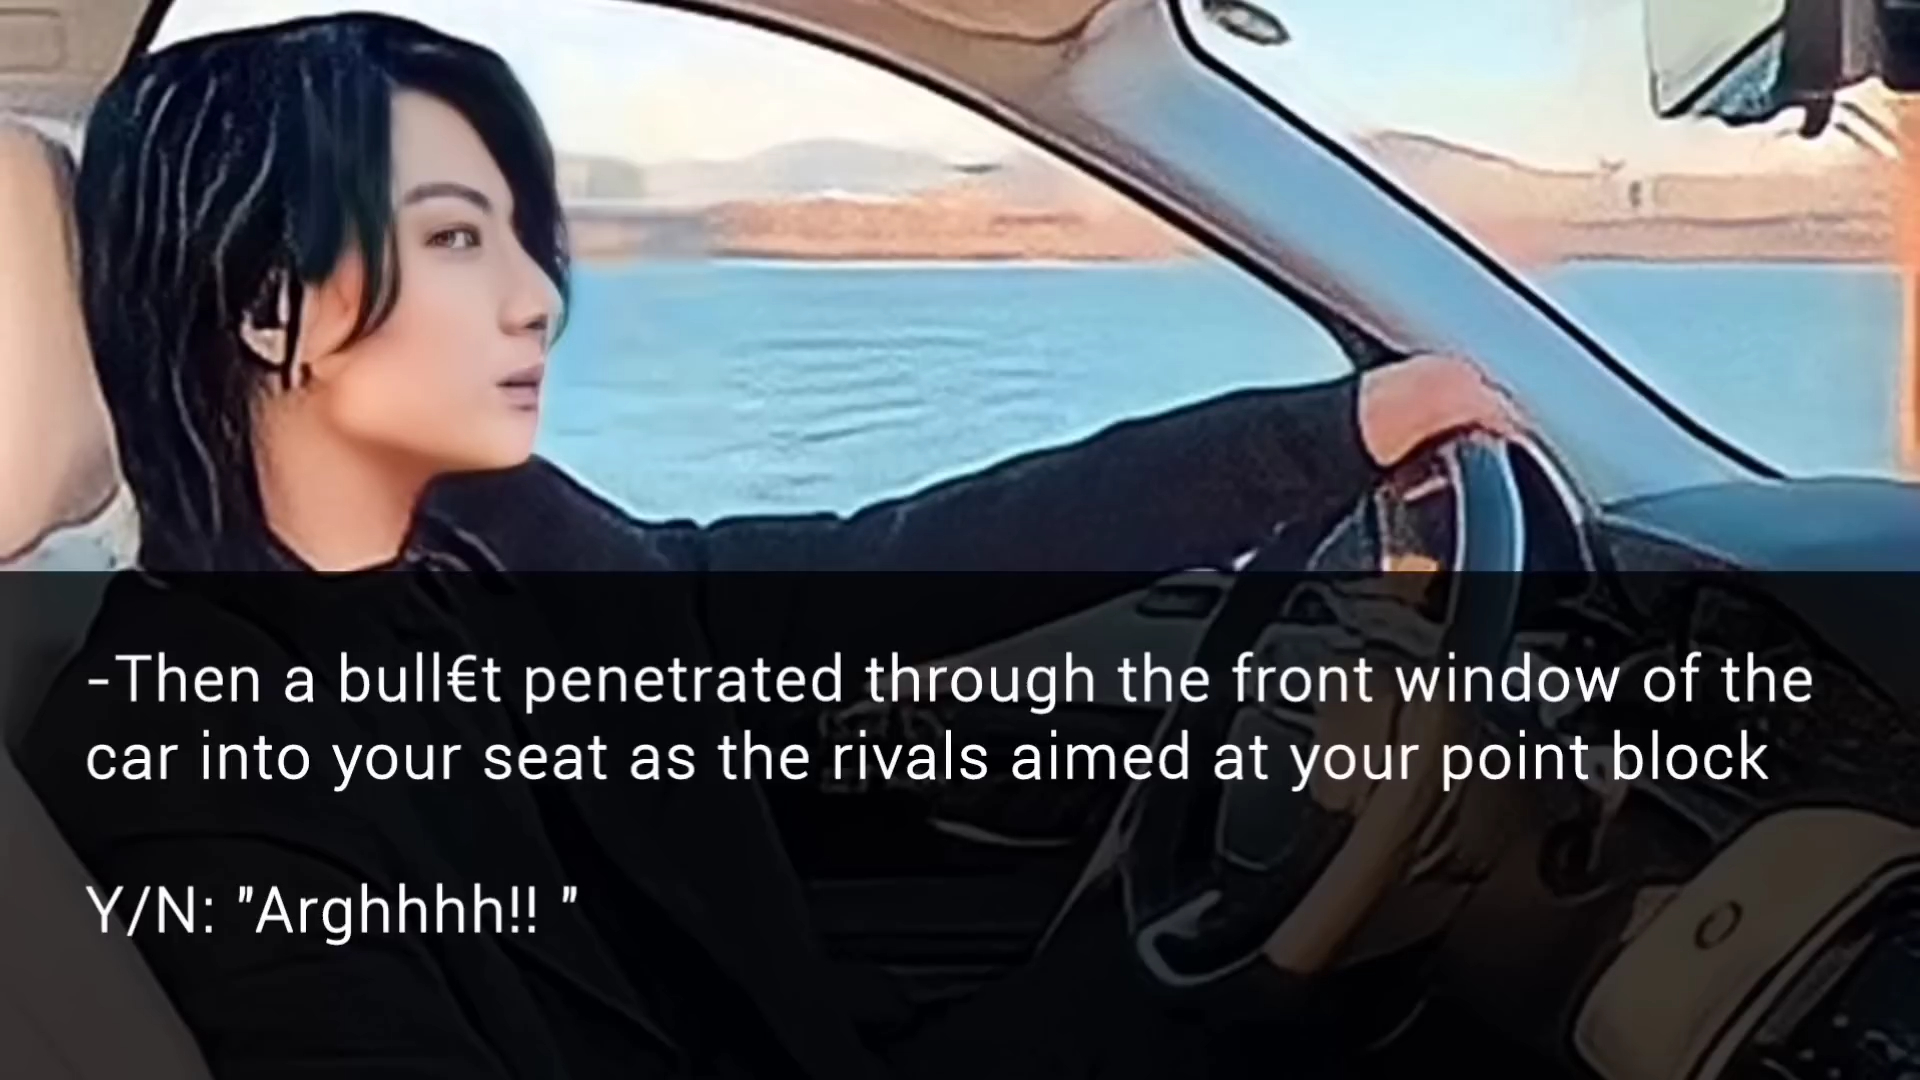 -Then a bull€t penetrated through the front window of the
car into your seat as the rivals aimed at your point block
Y/N: "Arghhhh!! "